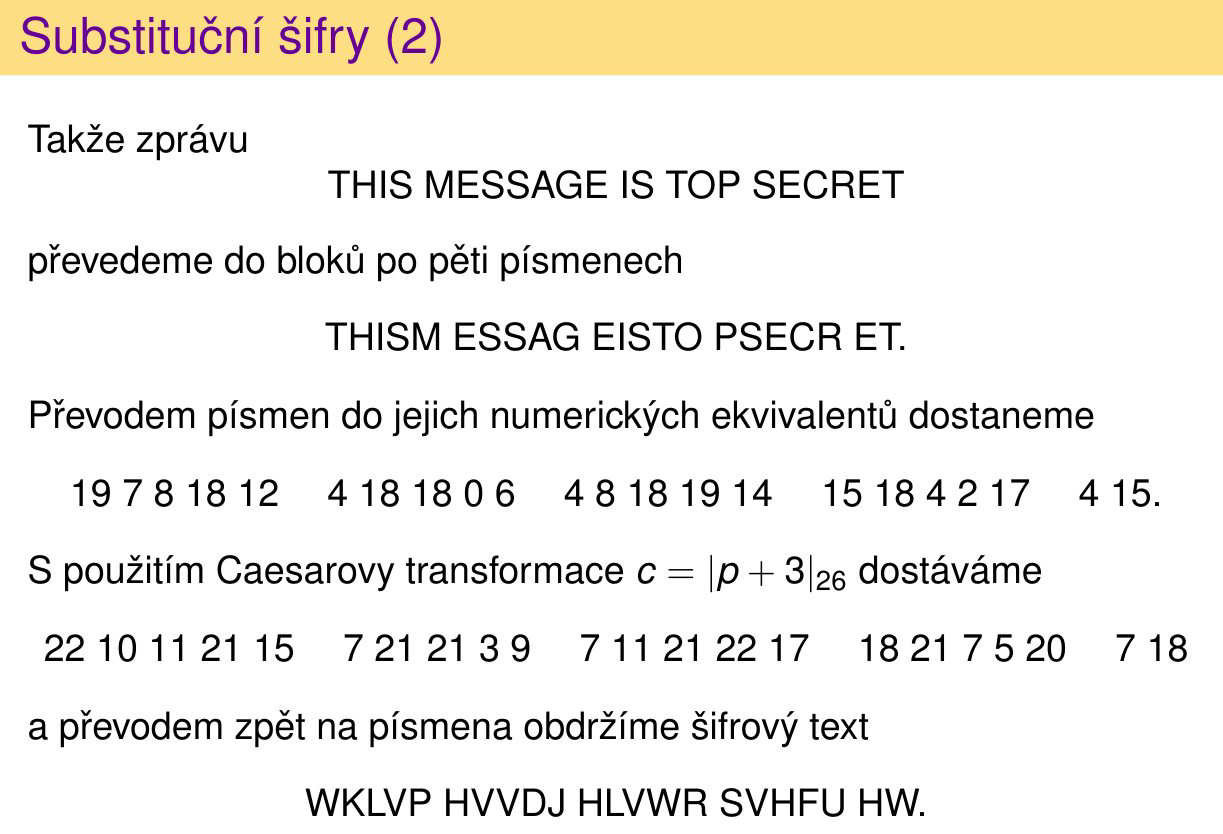 Substituční šifry (2)
Takže zprávu
THIS MESSAGE IS TOP SECRET
převedeme do bloků po pěti písmenech
THISM ESSAG EISTO PSECR ET.
Převodem písmen do jejich numerických ekvivalentů dostaneme
19 7 8 18 12 4 18 18 0 6 4 8 18 19 14 15 18 4 2 17 4 15.
S použitím Caesarovy transformace c = |p + 3|₂₆ dostáváme
22 10 11 21 15 7 21 21 3 9 7 11 21 22 17 18 21 7 5 20 7 18
a převodem zpět na písmena obdržíme šifrový text
WKLVP HVVDJ HLVWR SVHFU HW.